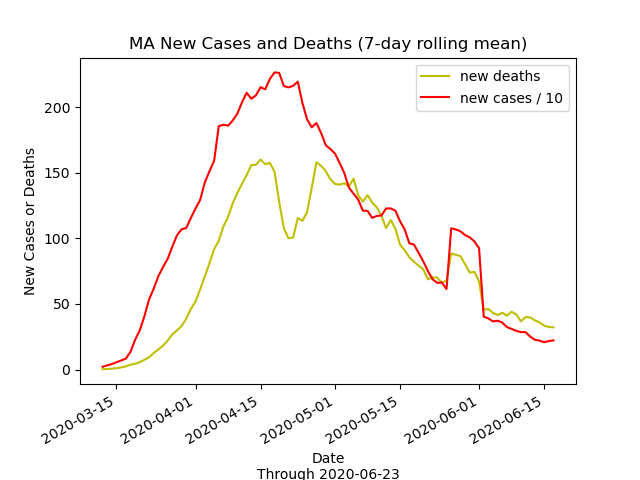 MA New Cases and Deaths (7-day rolling mean)
new deaths
new cases / 10
New Cases or Deaths
200
150
100
50
0
2020-03-15
2020-04-01
2020-04-15
2020-05-01
2020-05-15
2020-06-01
2020-06-15
Date
Through 2020-06-23